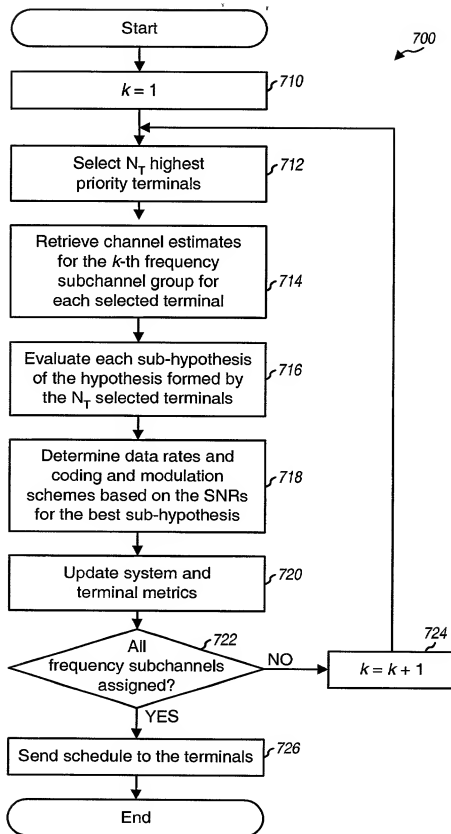 Start
700
k = 1
710
Select NT highest
priority terminals
712
Retrieve channel estimates
for the k-th frequency
subchannel group for
each selected terminal
714
Evaluate each sub-hypothesis
of the hypothesis formed by
the NT selected terminals
716
Determine data rates and
coding and modulation
schemes based on the SNRs
for the best sub-hypothesis
718
Update system and
terminal metrics
720
722
All
frequency subchannels
assigned?
NO
724
k = k + 1
YES
Send schedule to the terminals
726
End